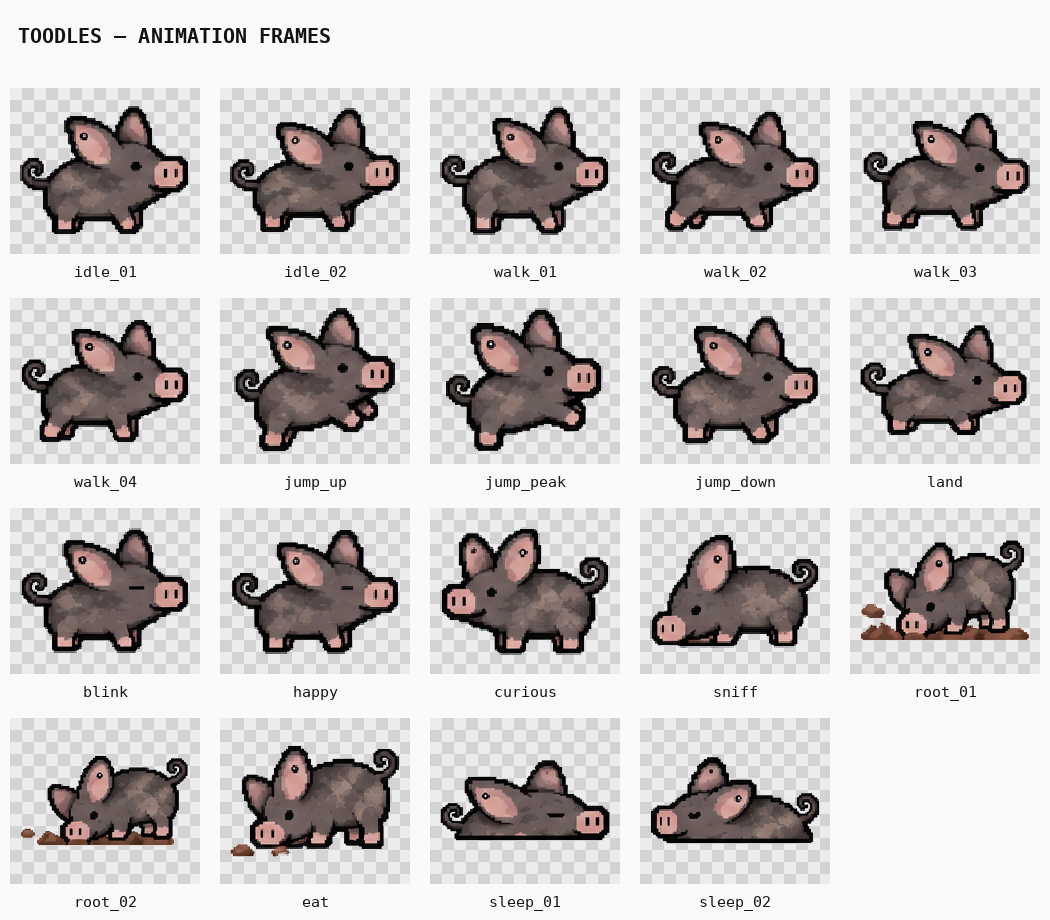 TOODLES — ANIMATION FRAMES
idle_01 idle_02 walk_01 walk_02 walk_03
walk_04 jump_up jump_peak jump_down land
blink happy curious sniff root_01
root_02 eat sleep_01 sleep_02